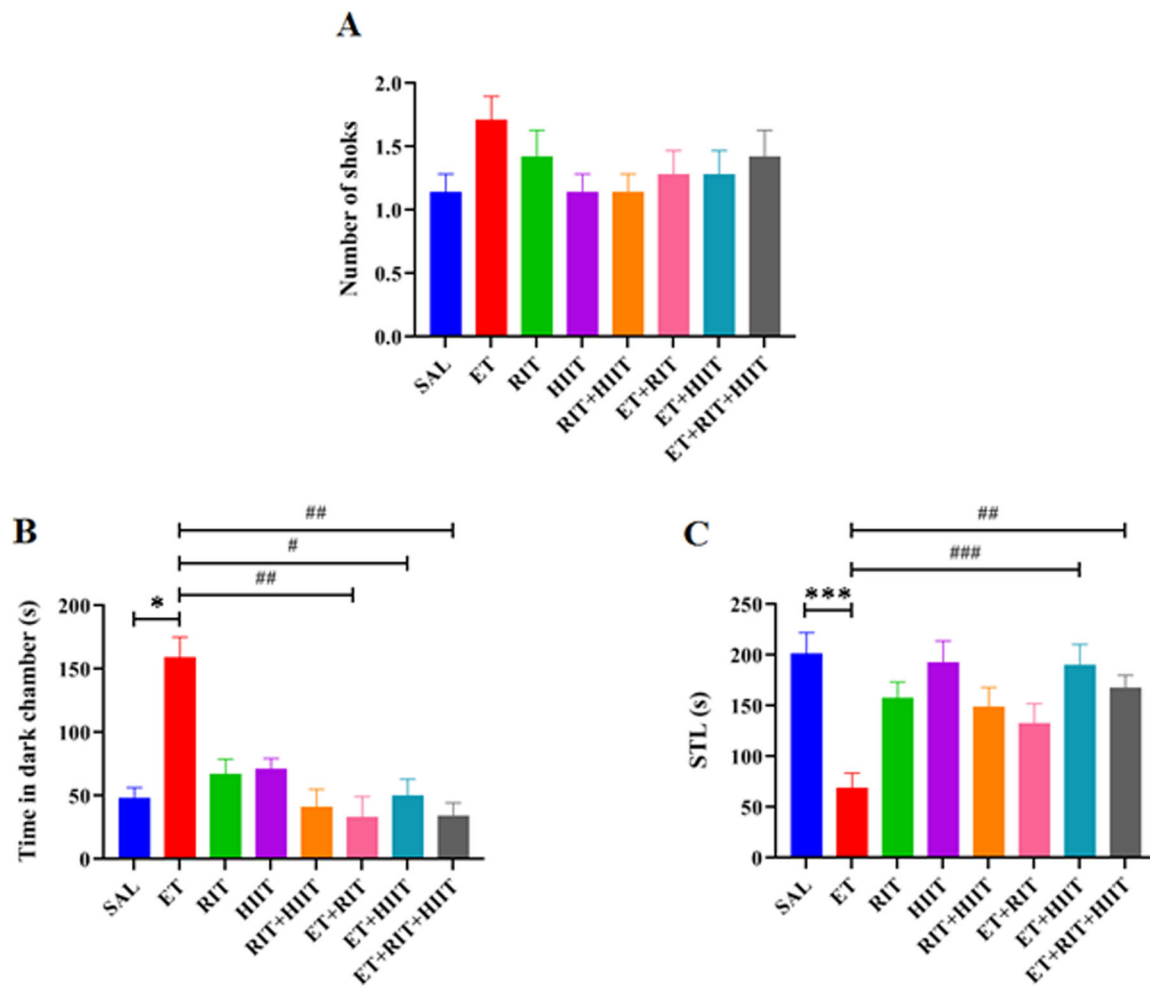 A
Number of shoks
2.0
1.5
1.0
0.5
0.0
SAL
ET
RIT
HIIT
RIT+HIIT
ET+RIT
ET+HIIT
ET+RIT+HIIT
B
##
#
##
*
Time in dark chamber (s)
200
150
100
50
0
SAL
ET
RIT
HIIT
RIT+HIIT
ET+RIT
ET+HIIT
ET+RIT+HIIT
C
##
###
***
STL (s)
250
200
150
100
50
0
SAL
ET
RIT
HIIT
RIT+HIIT
ET+RIT
ET+HIIT
ET+RIT+HIIT